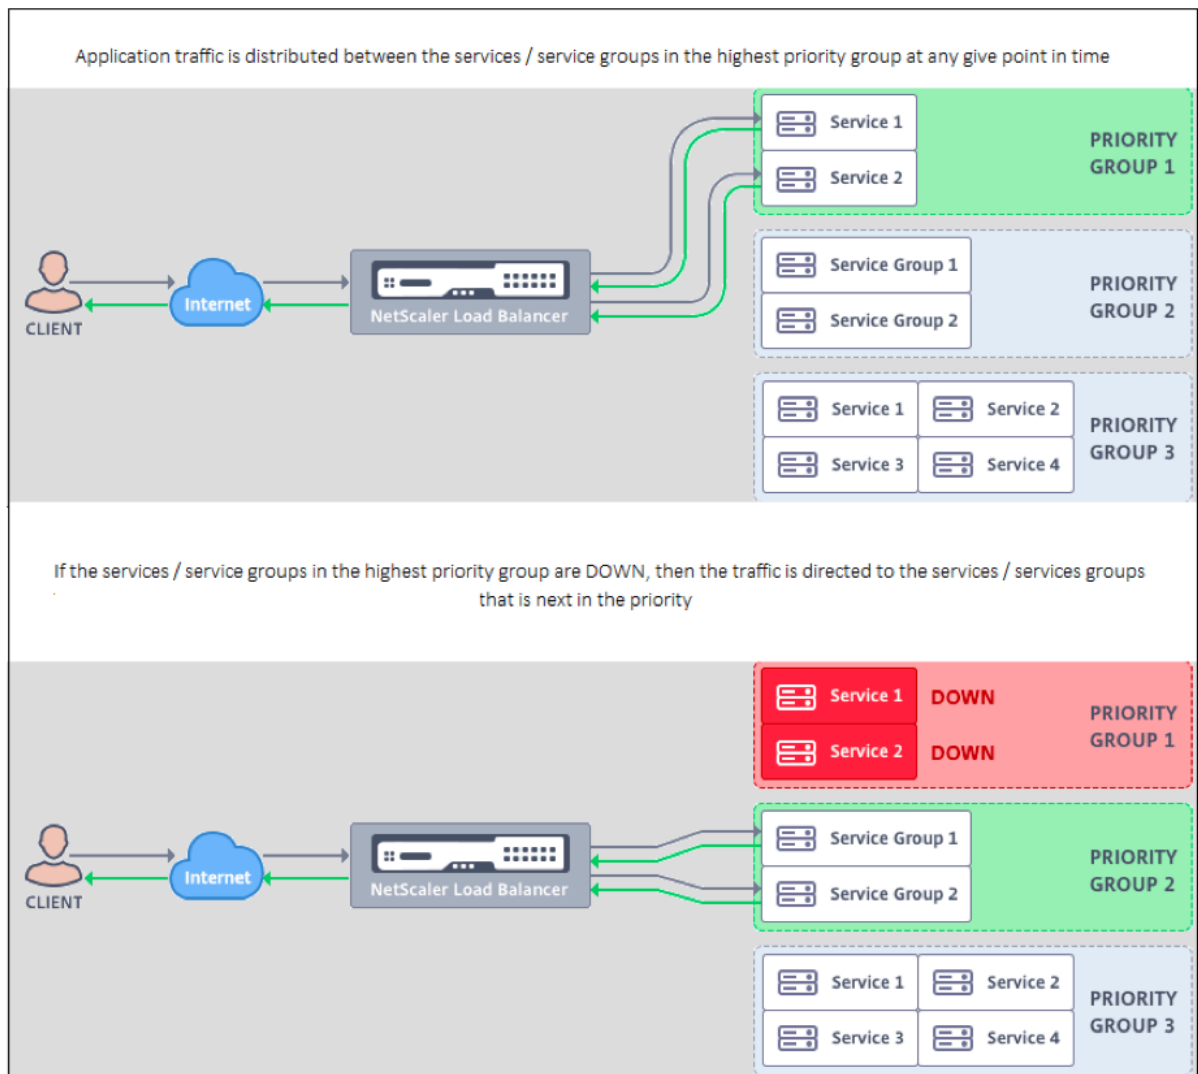 Application traffic is distributed between the services / service groups in the highest priority group at any give point in time
Service 1
Service 2
PRIORITY
GROUP 1
Service Group 1
Service Group 2
PRIORITY
GROUP 2
CLIENT
Internet
NetScaler Load Balancer
Service 1
Service 2
Service 3
Service 4
PRIORITY
GROUP 3
If the services / service groups in the highest priority group are DOWN, then the traffic is directed to the services / services groups
that is next in the priority
Service 1
DOWN
Service 2
DOWN
PRIORITY
GROUP 1
Service Group 1
Service Group 2
PRIORITY
GROUP 2
CLIENT
Internet
NetScaler Load Balancer
Service 1
Service 2
Service 3
Service 4
PRIORITY
GROUP 3